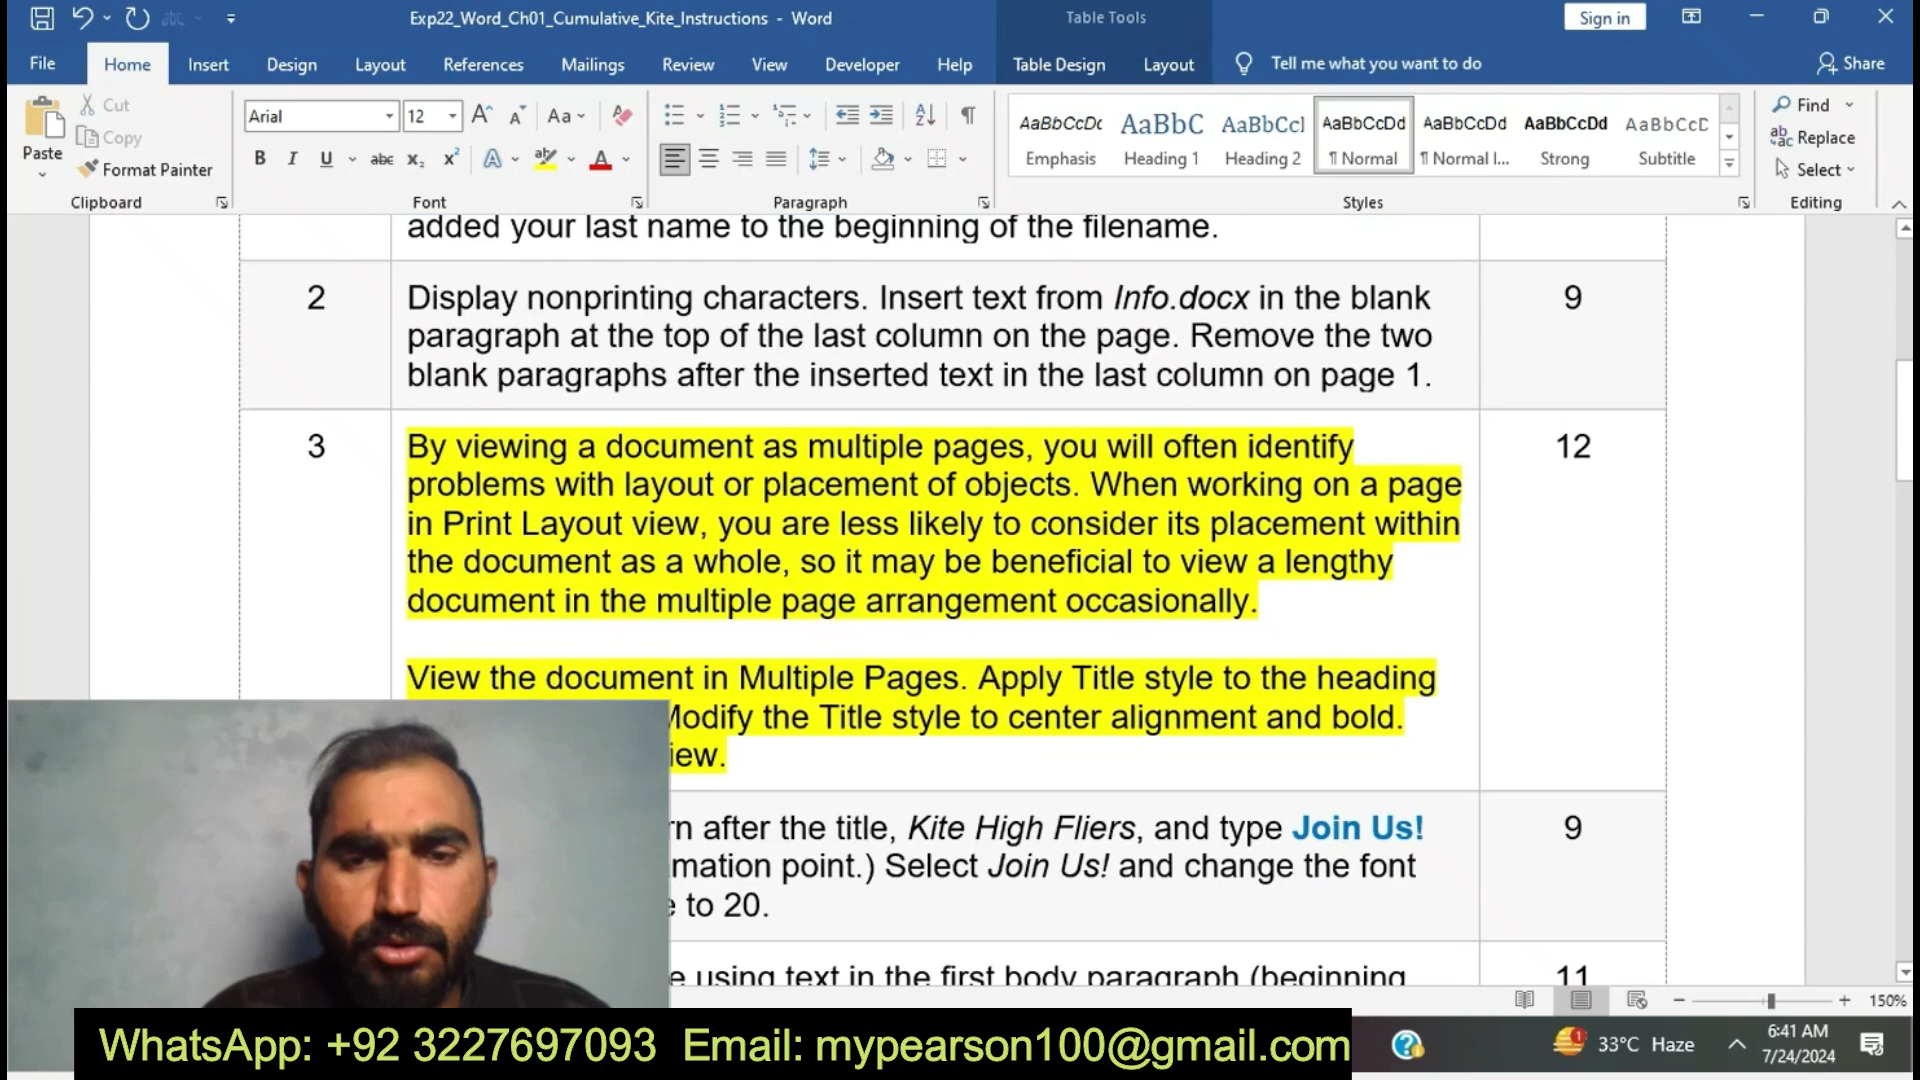 Exp22_Word_Ch01_Cumulative_Kite_Instructions - Word
Table Tools
Sign in
File
Home
Insert
Design
Layout
References
Mailings
Review
View
Developer
Help
Table Design
Layout
Tell me what you want to do
Share
Paste
Cut
Copy
Format Painter
Clipboard
Arial
12
Font
Paragraph
AaBbCcDc
Emphasis
AaBbC
Heading 1
AaBbCcl
Heading 2
AaBbCcDd
¶ Normal
AaBbCcDd
¶ Normal I...
AaBbCcDd
Strong
AaBbCcD
Subtitle
Styles
Find
Replace
Select
Editing
added your last name to the beginning of the filename.
2
Display nonprinting characters. Insert text from Info.docx in the blank
paragraph at the top of the last column on the page. Remove the two
blank paragraphs after the inserted text in the last column on page 1.
9
3
By viewing a document as multiple pages, you will often identify
problems with layout or placement of objects. When working on a page
in Print Layout view, you are less likely to consider its placement within
the document as a whole, so it may be beneficial to view a lengthy
document in the multiple page arrangement occasionally.
12
View the document in Multiple Pages. Apply Title style to the heading
Modify the Title style to center alignment and bold.
iew.
rn after the title, Kite High Fliers, and type Join Us!
mation point.) Select Join Us! and change the font
e to 20.
9
e using text in the first body paragraph (beginning
11
150%
WhatsApp: +92 3227697093 Email: mypearson100@gmail.com
33°C Haze
6:41 AM
7/24/2024